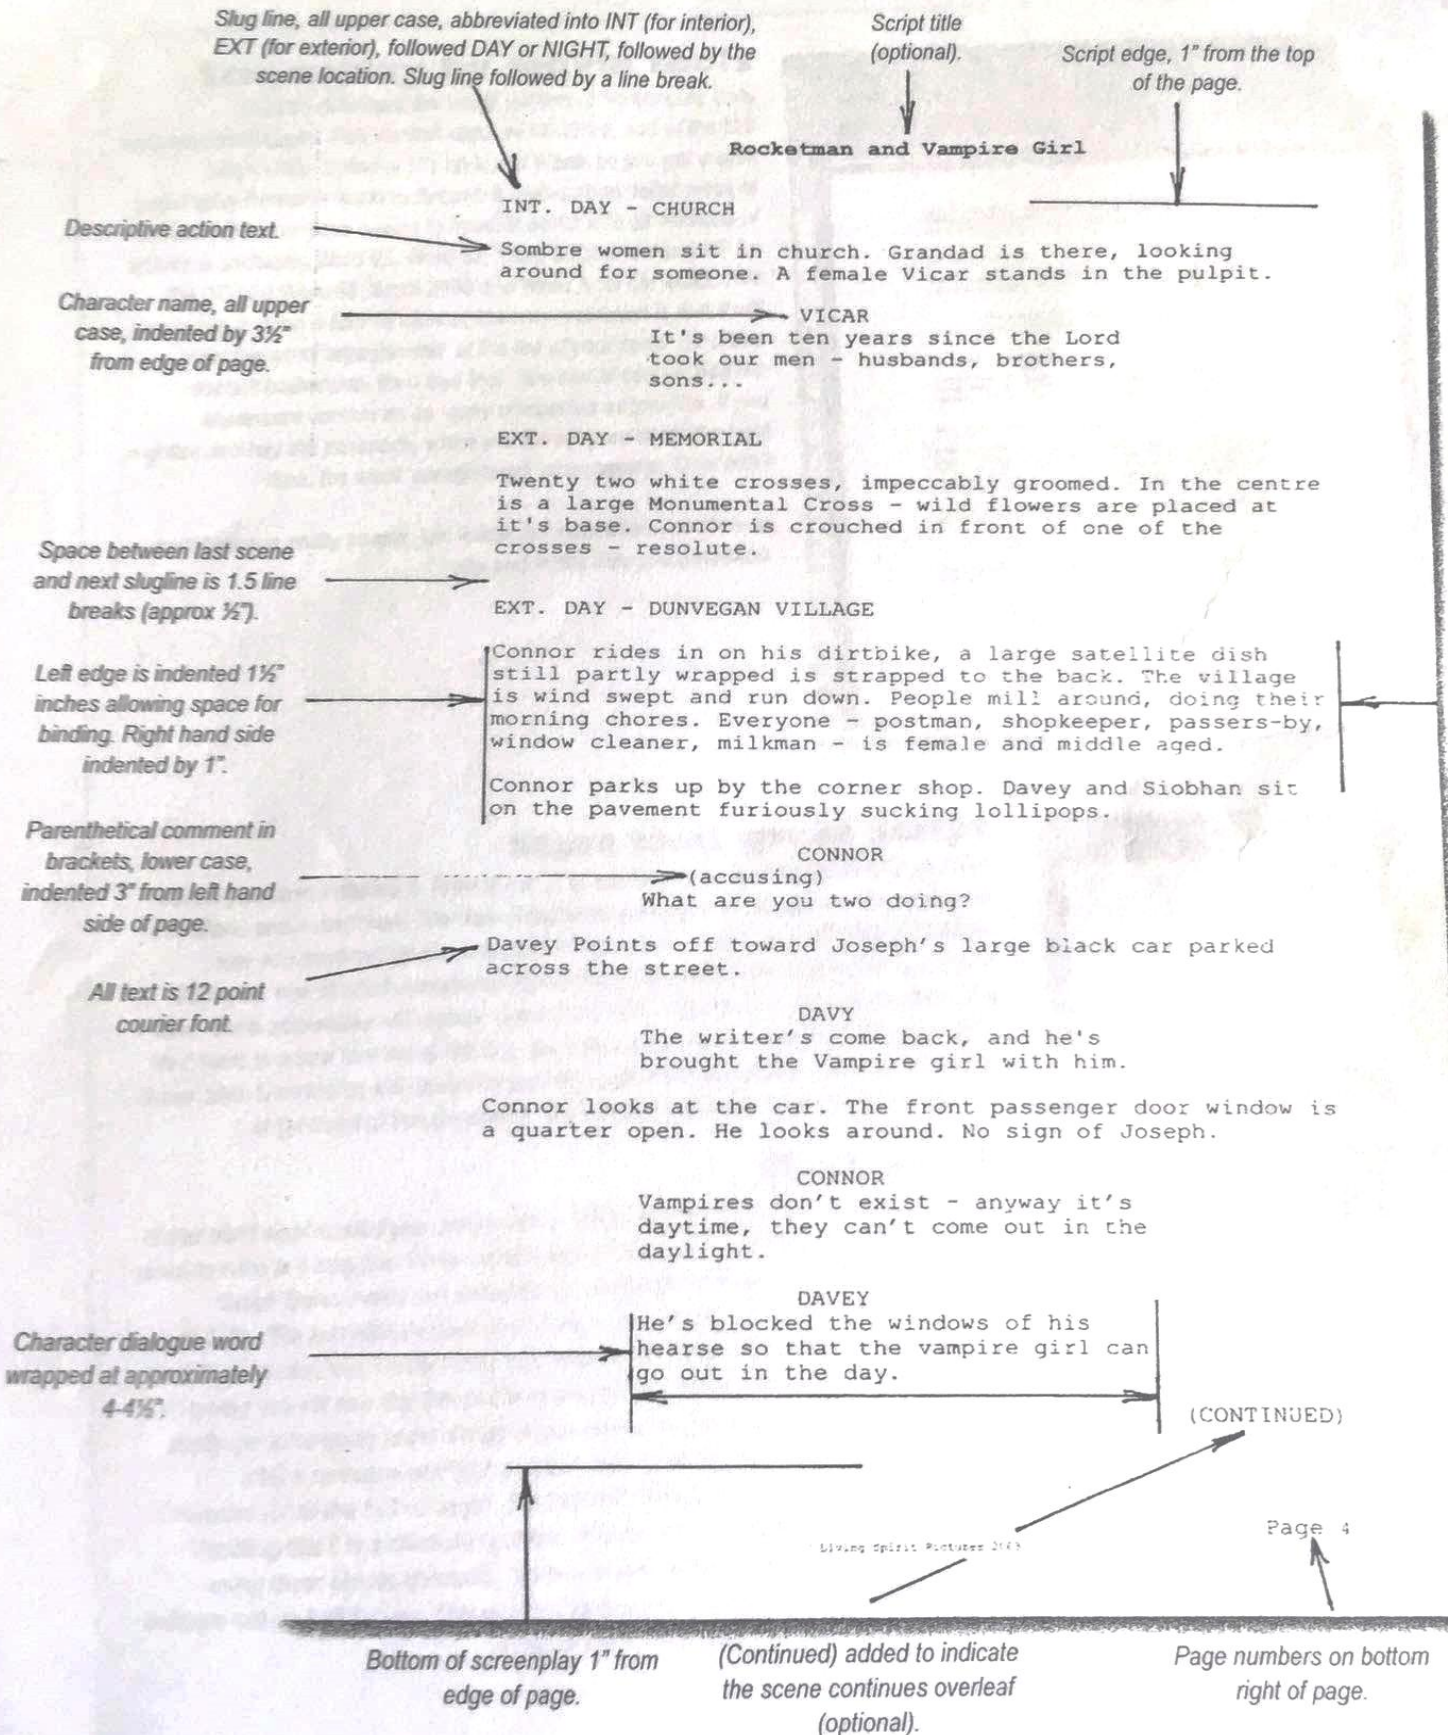 Slug line, all upper case, abbreviated into INT (for interior),
EXT (for exterior), followed DAY or NIGHT, followed by the
scene location. Slug line followed by a line break.
Script title
(optional).
Script edge, 1" from the top
of the page.
Rocketman and Vampire Girl
INT. DAY - CHURCH
Descriptive action text.
Sombre women sit in church. Grandad is there, looking
around for someone. A female Vicar stands in the pulpit.
Character name, all upper
case, indented by 3½"
from edge of page.
VICAR
It's been ten years since the Lord
took our men - husbands, brothers,
sons...
EXT. DAY - MEMORIAL
Twenty two white crosses, impeccably groomed. In the centre
is a large Monumental Cross - wild flowers are placed at
it's base. Connor is crouched in front of one of the
crosses - resolute.
Space between last scene
and next slugline is 1.5 line
breaks (approx ½").
EXT. DAY - DUNVEGAN VILLAGE
Left edge is indented 1½"
inches allowing space for
binding. Right hand side
indented by 1".
Connor rides in on his dirtbike, a large satellite dish
still partly wrapped is strapped to the back. The village
is wind swept and run down. People mill around, doing their
morning chores. Everyone - postman, shopkeeper, passers-by,
window cleaner, milkman - is female and middle aged.
Connor parks up by the corner shop. Davey and Siobhan sit
on the pavement furiously sucking lollipops.
Parenthetical comment in
brackets, lower case,
indented 3" from left hand
side of page.
CONNOR
(accusing)
What are you two doing?
Davey Points off toward Joseph's large black car parked
across the street.
All text is 12 point
courier font.
DAVY
The writer's come back, and he's
brought the Vampire girl with him.
Connor looks at the car. The front passenger door window is
a quarter open. He looks around. No sign of Joseph.
CONNOR
Vampires don't exist - anyway it's
daytime, they can't come out in the
daylight.
Character dialogue word
wrapped at approximately
4-4½".
DAVEY
He's blocked the windows of his
hearse so that the vampire girl can
go out in the day.
(CONTINUED)
Living Spirit Pictures
Page 4
Bottom of screenplay 1" from
edge of page.
(Continued) added to indicate
the scene continues overleaf
(optional).
Page numbers on bottom
right of page.